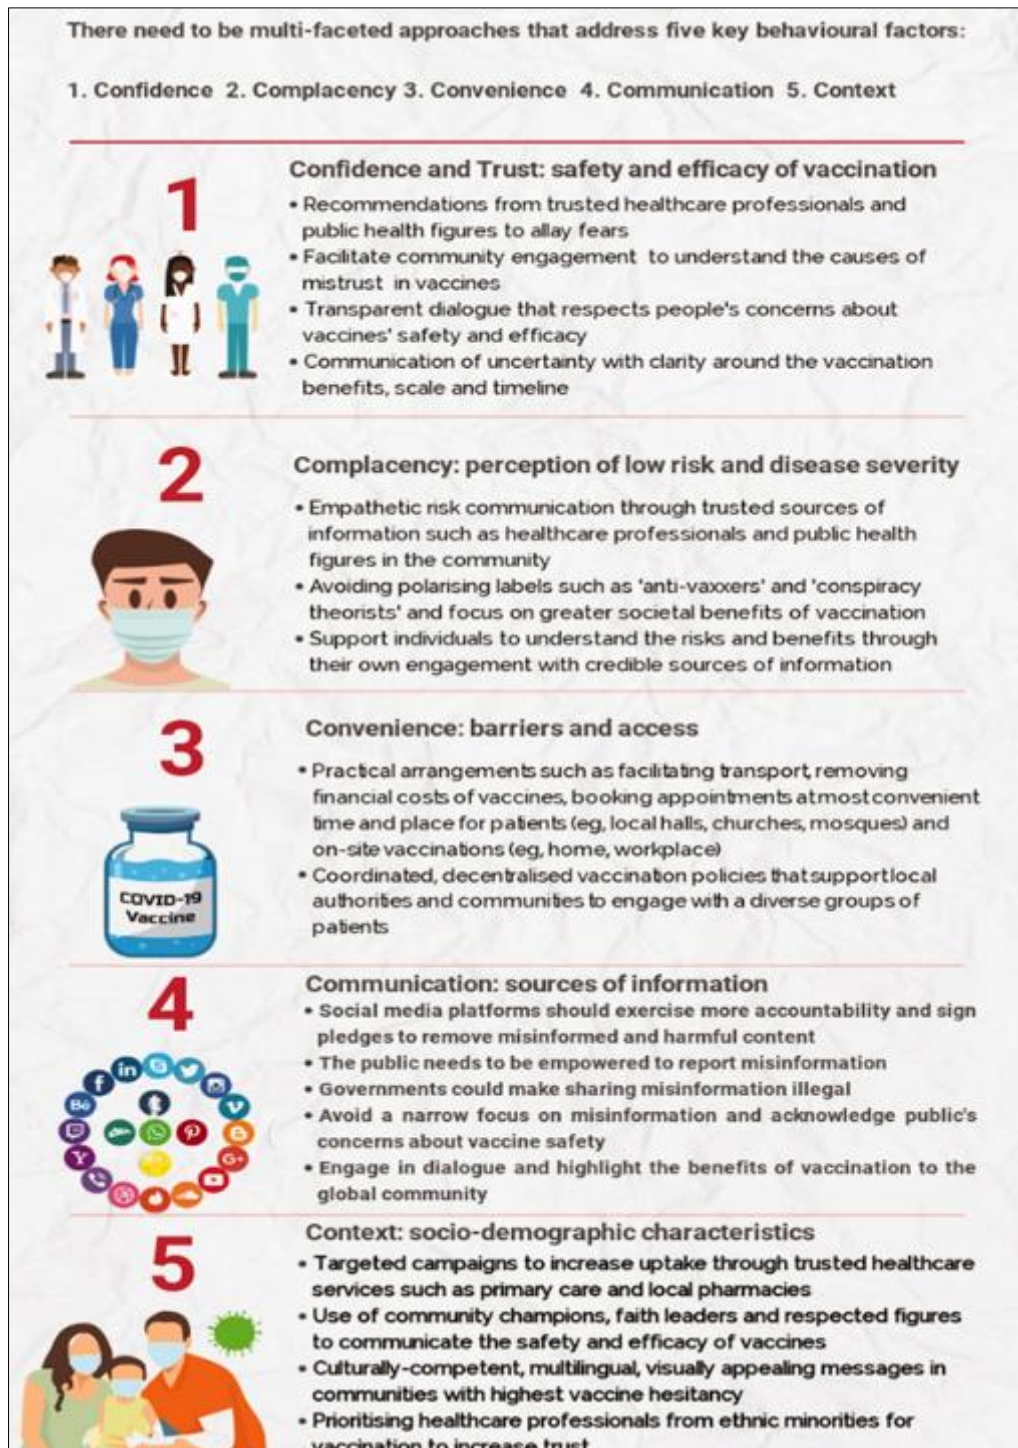 There need to be multi-faceted approaches that address five key behavioural factors:
1. Confidence 2. Complacency 3. Convenience 4. Communication 5. Context
1
Confidence and Trust: safety and efficacy of vaccination
• Recommendations from trusted healthcare professionals and
public health figures to allay fears
• Facilitate community engagement to understand the causes of
mistrust in vaccines
• Transparent dialogue that respects people's concerns about
vaccines' safety and efficacy
• Communication of uncertainty with clarity around the vaccination
benefits, scale and timeline
2
Complacency: perception of low risk and disease severity
• Empathetic risk communication through trusted sources of
information such as healthcare professionals and public health
figures in the community
• Avoiding polarising labels such as 'anti-vaxxers' and 'conspiracy
theorists' and focus on greater societal benefits of vaccination
• Support individuals to understand the risks and benefits through
their own engagement with credible sources of information
3
Convenience: barriers and access
• Practical arrangements such as facilitating transport, removing
financial costs of vaccines, booking appointments at most convenient
time and place for patients (eg, local halls, churches, mosques) and
on-site vaccinations (eg, home, workplace)
• Coordinated, decentralised vaccination policies that support local
authorities and communities to engage with a diverse groups of
patients
COVID-19
Vaccine
4
Communication: sources of information
• Social media platforms should exercise more accountability and sign
pledges to remove misinformed and harmful content
• The public needs to be empowered to report misinformation
• Governments could make sharing misinformation illegal
• Avoid a narrow focus on misinformation and acknowledge public's
concerns about vaccine safety
• Engage in dialogue and highlight the benefits of vaccination to the
global community
5
Context: socio-demographic characteristics
• Targeted campaigns to increase uptake through trusted healthcare
services such as primary care and local pharmacies
• Use of community champions, faith leaders and respected figures
to communicate the safety and efficacy of vaccines
• Culturally-competent, multilingual, visually appealing messages in
communities with highest vaccine hesitancy
• Prioritising healthcare professionals from ethnic minorities for
vaccination to increase trust